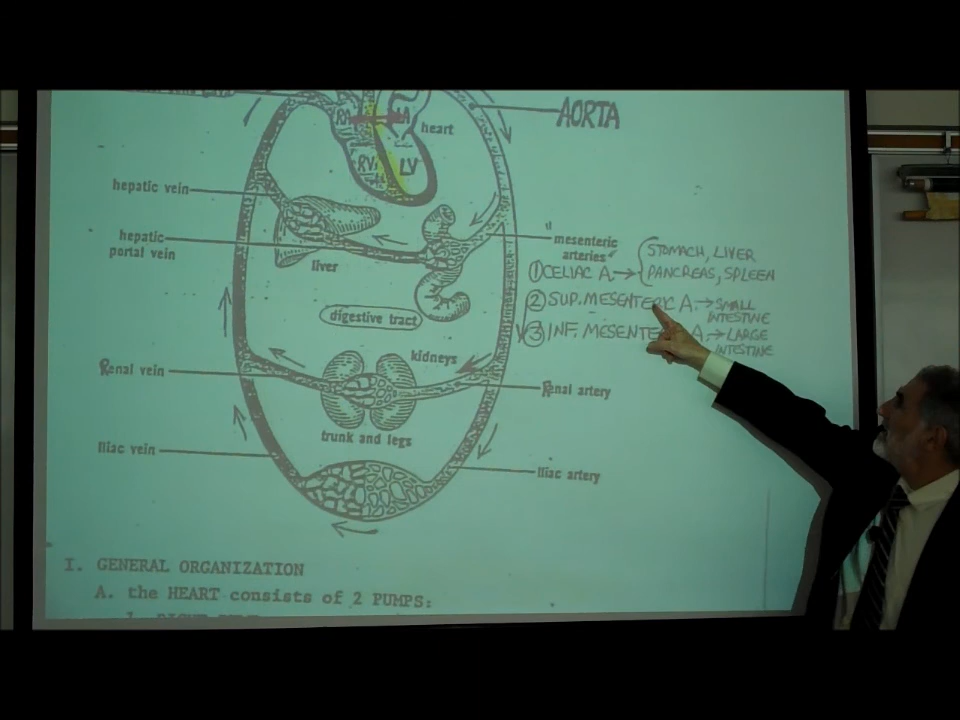 AORTA
RA
LA
heart
RV
LV
hepatic vein
hepatic
portal vein
liver
" mesenteric
arteries "
① CELIAC A → { STOMACH, LIVER
PANCREAS, SPLEEN
② SUP. MESENTERIC A. → SMALL
INTESTINE
③ INF. MESENTE A. → LARGE
INTESTINE
digestive tract
kidneys
Renal vein
Renal artery
trunk and legs
Iliac vein
Iliac artery
I. GENERAL ORGANIZATION
A. the HEART consists of 2 PUMPS: